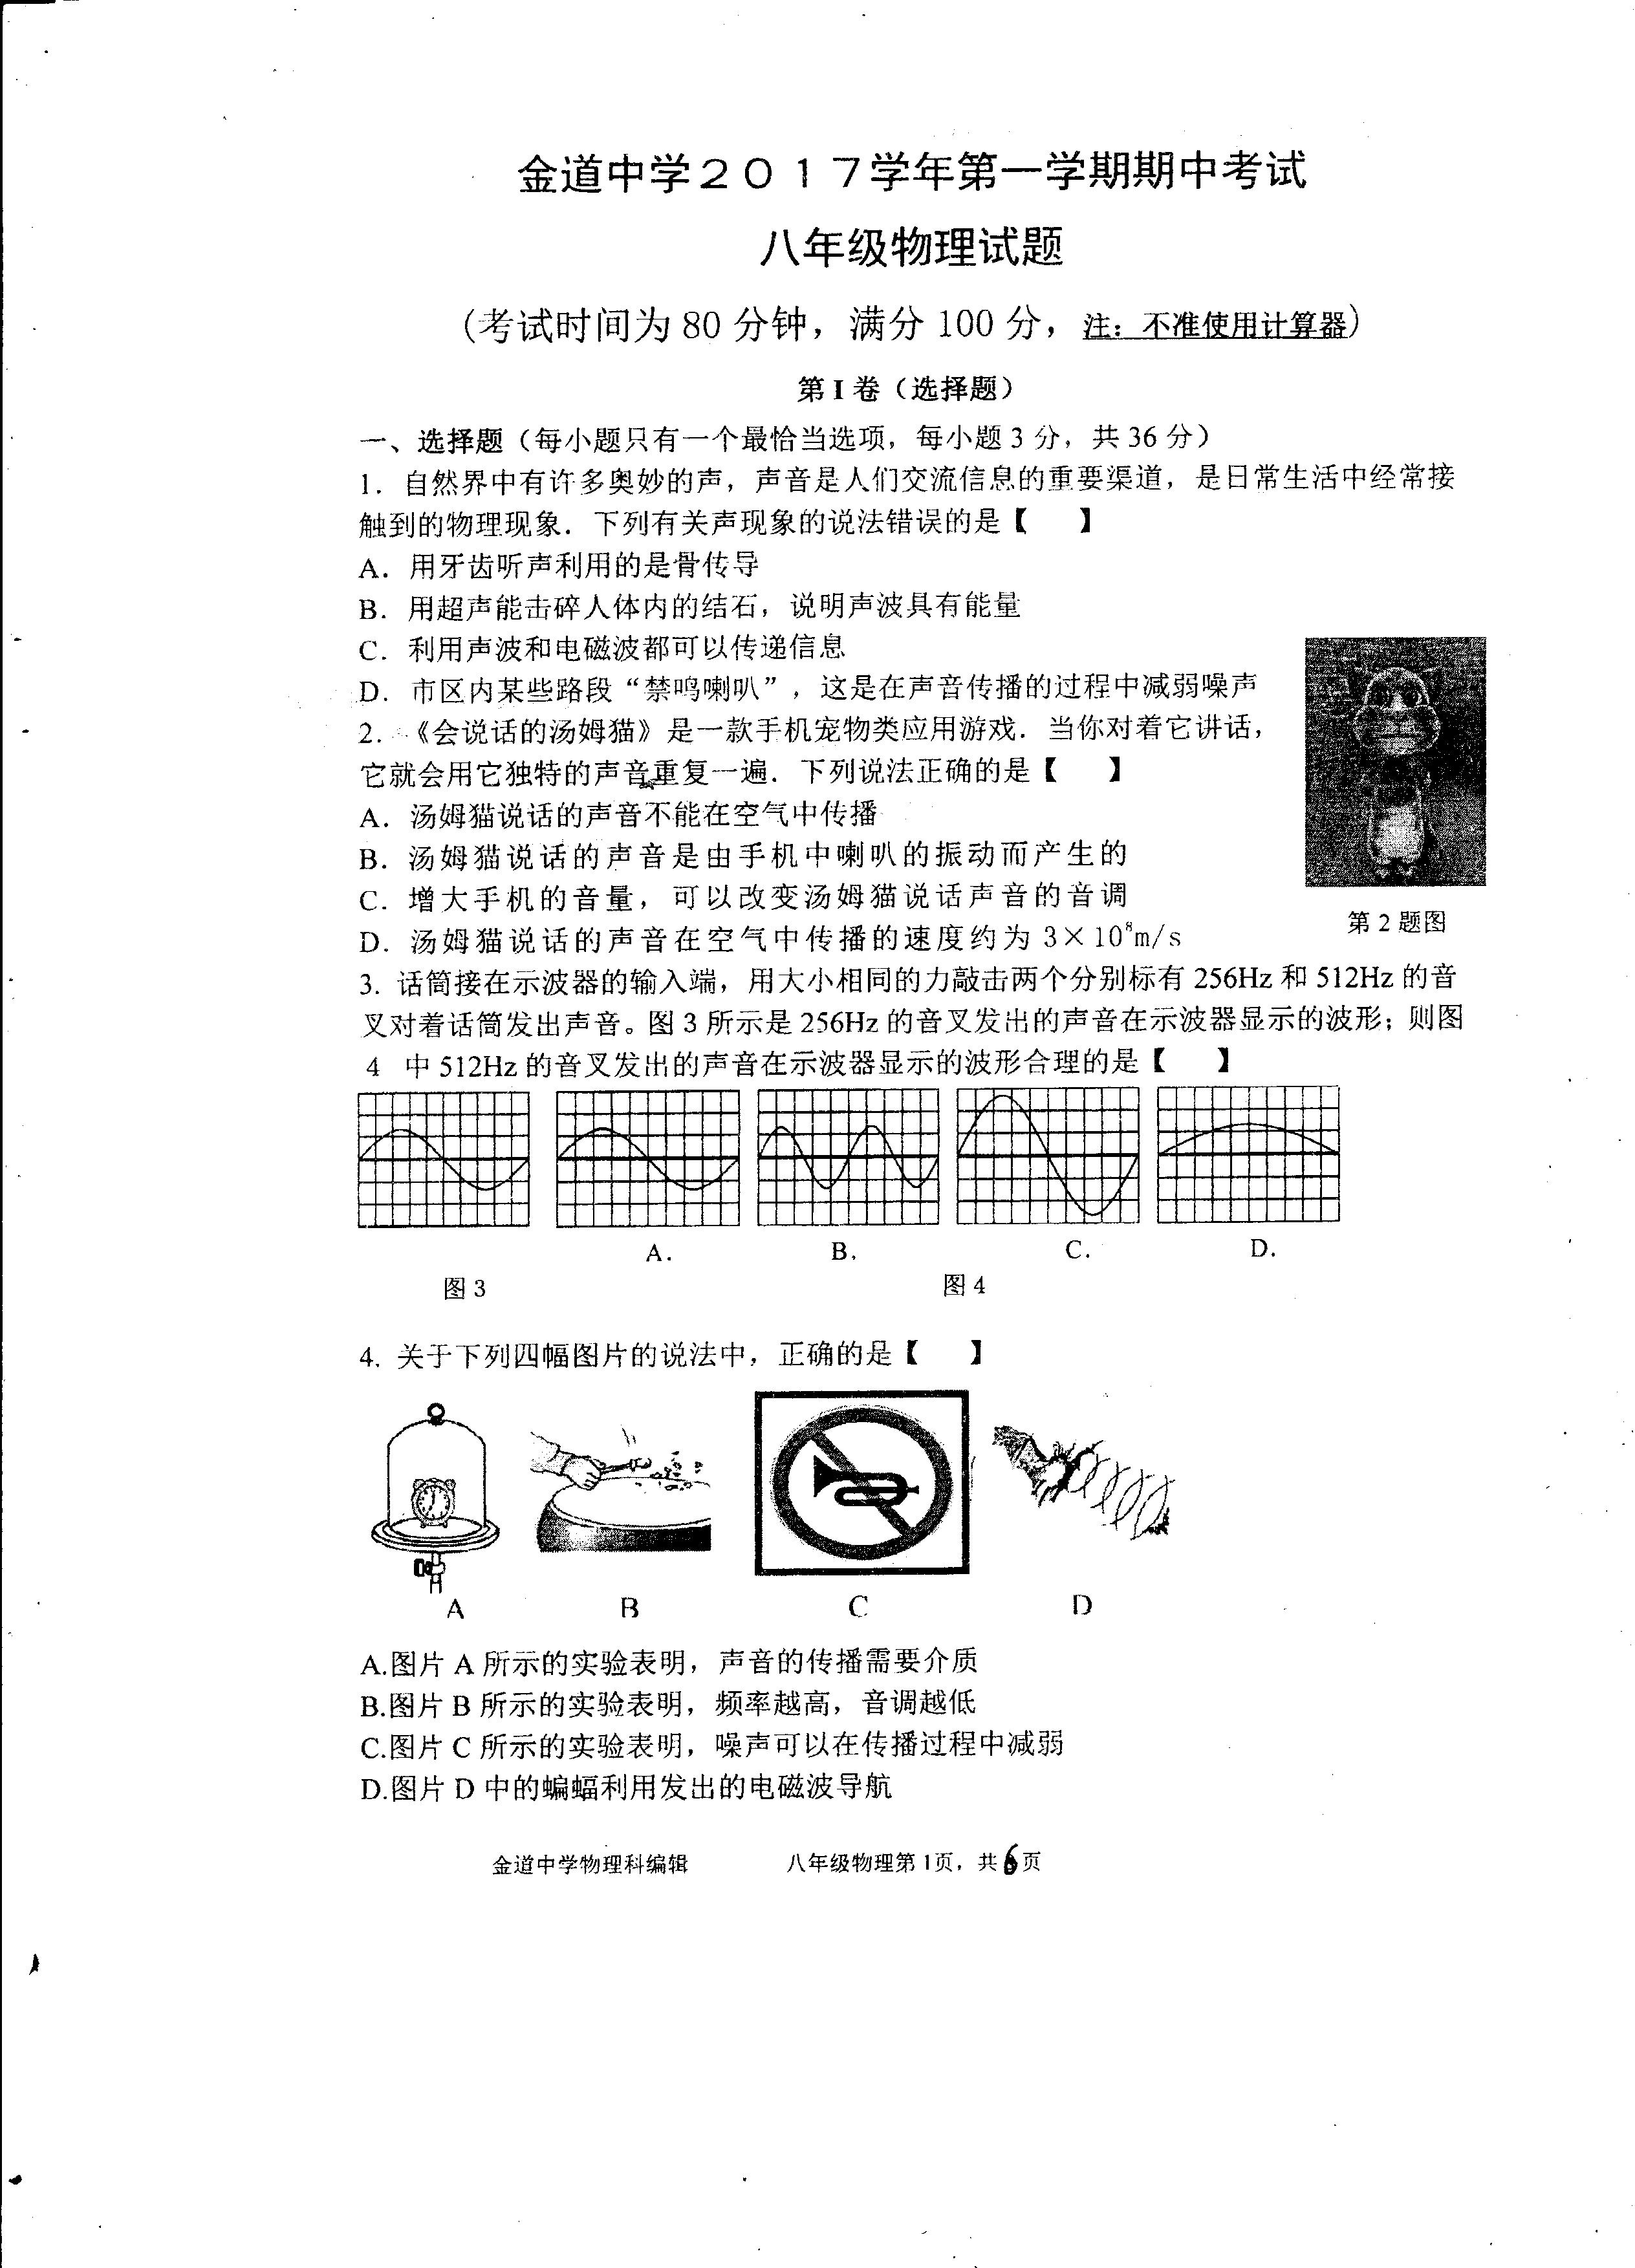 金道中学２０１７学年第一学期期中考试
八年级物理试题
(考试时间为 80 分钟，满分 100 分，注：不准使用计算器)
第 I 卷（选择题）
一、选择题（每小题只有一个最恰当选项，每小题 3 分，共 36 分）
1．自然界中有许多奥妙的声，声音是人们交流信息的重要渠道，是日常生活中经常接
触到的物理现象．下列有关声现象的说法错误的是【　　】
A．用牙齿听声利用的是骨传导
B．用超声能击碎人体内的结石，说明声波具有能量
C．利用声波和电磁波都可以传递信息
D．市区内某些路段“禁鸣喇叭”，这是在声音传播的过程中减弱噪声
2．《会说话的汤姆猫》是一款手机宠物类应用游戏．当你对着它讲话，
它就会用它独特的声音重复一遍．下列说法正确的是【　　】
A．汤姆猫说话的声音不能在空气中传播
B．汤姆猫说话的声音是由手机中喇叭的振动而产生的
C．增大手机的音量，可以改变汤姆猫说话声音的音调
D．汤姆猫说话的声音在空气中传播的速度约为 3×10⁸m/s
第 2 题图
3. 话筒接在示波器的输入端，用大小相同的力敲击两个分别标有 256Hz 和 512Hz 的音
叉对着话筒发出声音。图 3 所示是 256Hz 的音叉发出的声音在示波器显示的波形；则图
4 中 512Hz 的音叉发出的声音在示波器显示的波形合理的是【　　】
A． B． C． D．
图 3 图 4
4. 关于下列四幅图片的说法中，正确的是【　　】
A B C D
A.图片 A 所示的实验表明，声音的传播需要介质
B.图片 B 所示的实验表明，频率越高，音调越低
C.图片 C 所示的实验表明，噪声可以在传播过程中减弱
D.图片 D 中的蝙蝠利用发出的电磁波导航
金道中学物理科编辑 八年级物理第 1页，共 6 页